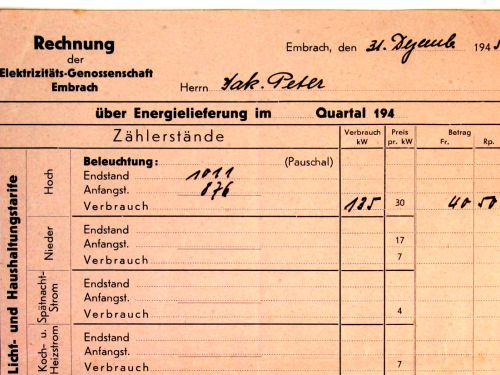 Rechnung
der
Elektrizitäts-Genossenschaft
Embrach
Embrach, den 31. Dezemb 194
Herrn Jak. Peter
über Energielieferung im Quartal 194
Zählerstände
Verbrauch kW
Preis pr. kW
Betrag
Fr. Rp.
Licht- und Haushaltungstarife
Hoch
Beleuchtung: (Pauschal)
Endstand 1011
Anfangst. 876
Verbrauch 135 30 40 50
Nieder
Endstand
Anfangst. 17
Verbrauch 7
Spätnacht-
Strom
Endstand
Anfangst.
Verbrauch 4
Koch- u.
Heizstrom
Endstand
Anfangst.
Verbrauch 7